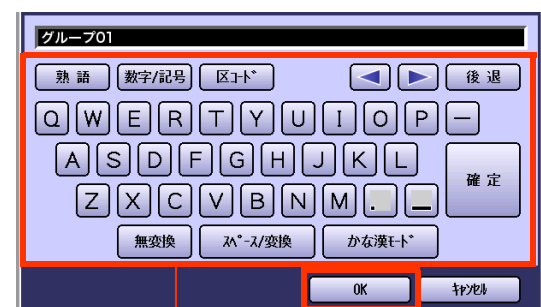 グループ01
熟 語 数字/記号 区ｺｰﾄﾞ ◀ ▶ 後 退
Q W E R T Y U I O P ー
A S D F G H J K L
確 定
Z X C V B N M . _
無変換 ｽﾍﾟｰｽ/変換 かな漢ﾓｰﾄﾞ
OK ｷｬﾝｾﾙ